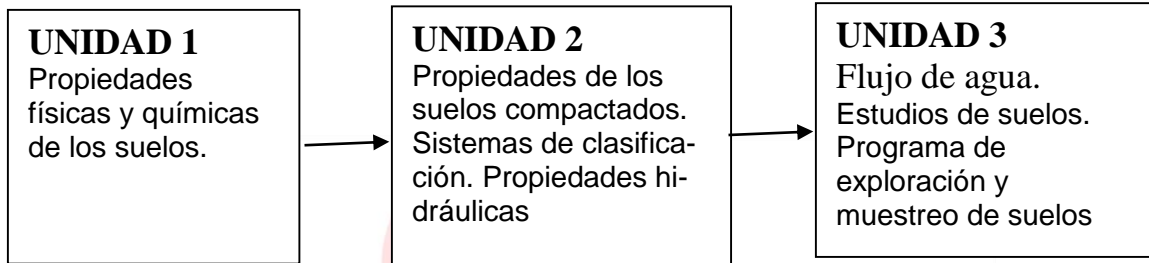 UNIDAD 1
Propiedades
físicas y químicas
de los suelos.
UNIDAD 2
Propiedades de los
suelos compactados.
Sistemas de clasifica-
ción. Propiedades hi-
dráulicas
UNIDAD 3
Flujo de agua.
Estudios de suelos.
Programa de
exploración y
muestreo de suelos